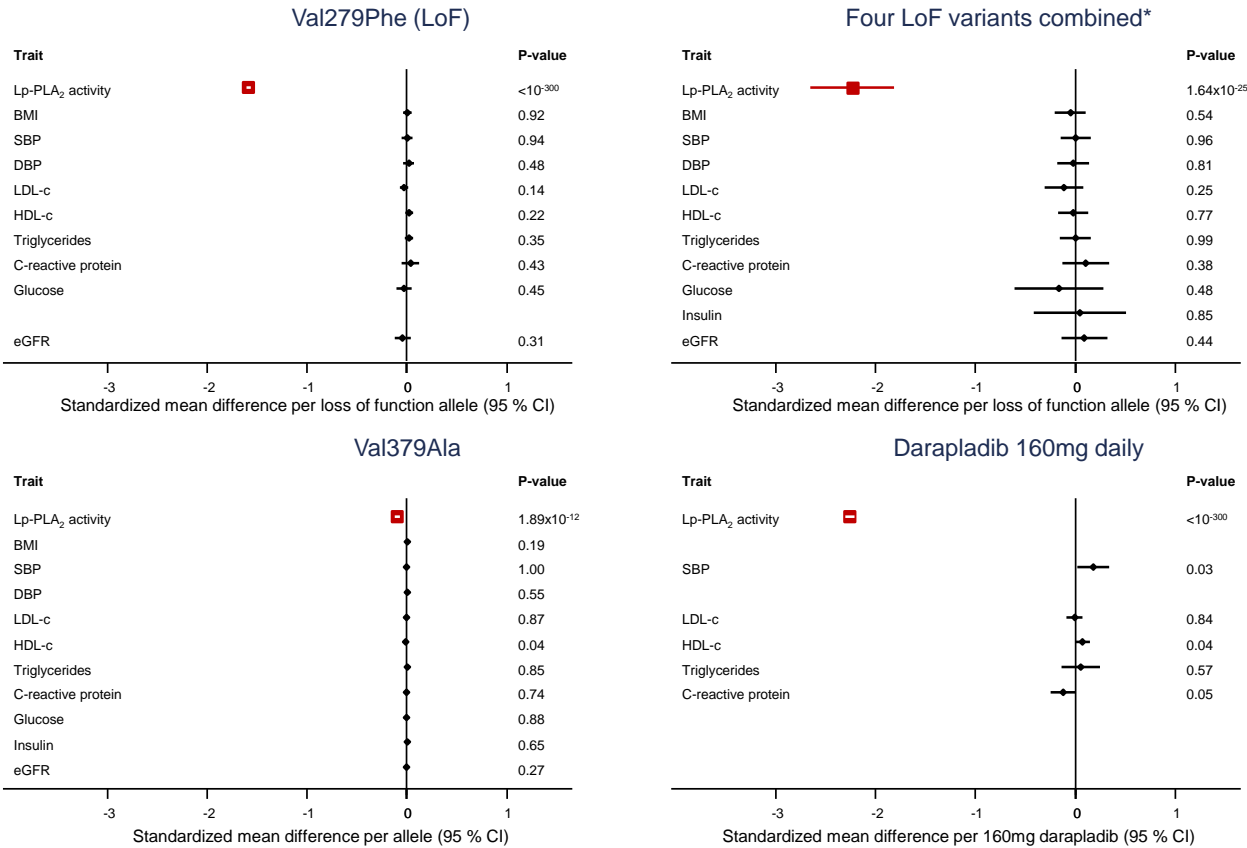 Val279Phe (LoF)
Trait P-value
Lp-PLA₂ activity <10⁻³⁰⁰
BMI 0.92
SBP 0.94
DBP 0.48
LDL-c 0.14
HDL-c 0.22
Triglycerides 0.35
C-reactive protein 0.43
Glucose 0.45
eGFR 0.31
-3 -2 -1 0 1
Standardized mean difference per loss of function allele (95 % CI)
Four LoF variants combined*
Trait P-value
Lp-PLA₂ activity 1.64x10⁻²⁵
BMI 0.54
SBP 0.96
DBP 0.81
LDL-c 0.25
HDL-c 0.77
Triglycerides 0.99
C-reactive protein 0.38
Glucose 0.48
Insulin 0.85
eGFR 0.44
-3 -2 -1 0 1
Standardized mean difference per loss of function allele (95 % CI)
Val379Ala
Trait P-value
Lp-PLA₂ activity 1.89x10⁻¹²
BMI 0.19
SBP 1.00
DBP 0.55
LDL-c 0.87
HDL-c 0.04
Triglycerides 0.85
C-reactive protein 0.74
Glucose 0.88
Insulin 0.65
eGFR 0.27
-3 -2 -1 0 1
Standardized mean difference per allele (95 % CI)
Darapladib 160mg daily
Trait P-value
Lp-PLA₂ activity <10⁻³⁰⁰
SBP 0.03
LDL-c 0.84
HDL-c 0.04
Triglycerides 0.57
C-reactive protein 0.05
-3 -2 -1 0 1
Standardized mean difference per 160mg darapladib (95 % CI)